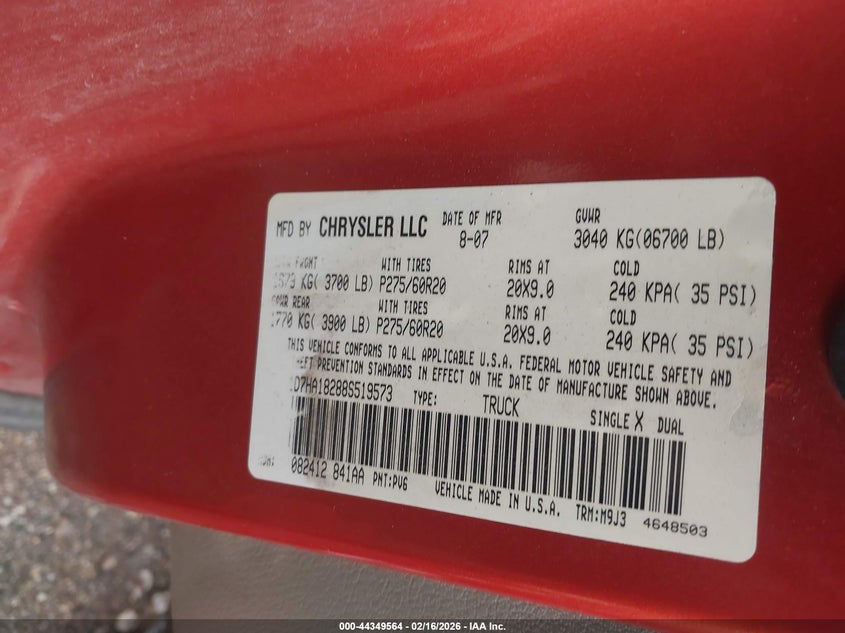 MFD BY CHRYSLER LLC DATE OF MFR 8-07 GVWR 3040 KG(06700 LB)
FRONT WITH TIRES RIMS AT COLD
KG( 3700 LB) P275/60R20 20X9.0 240 KPA( 35 PSI)
REAR WITH TIRES RIMS AT COLD
KG( 3900 LB) P275/60R20 20X9.0 240 KPA( 35 PSI)
THIS VEHICLE CONFORMS TO ALL APPLICABLE U.S.A. FEDERAL MOTOR VEHICLE SAFETY AND
PREVENTION STANDARDS IN EFFECT ON THE DATE OF MANUFACTURE SHOWN ABOVE.
D7HA18288S519573 TYPE: TRUCK SINGLE X DUAL
082412 841AA PNT:PV6 VEHICLE MADE IN U.S.A. TRM:M9J3 4648503
000-44349564 - 02/16/2026 - IAA Inc.